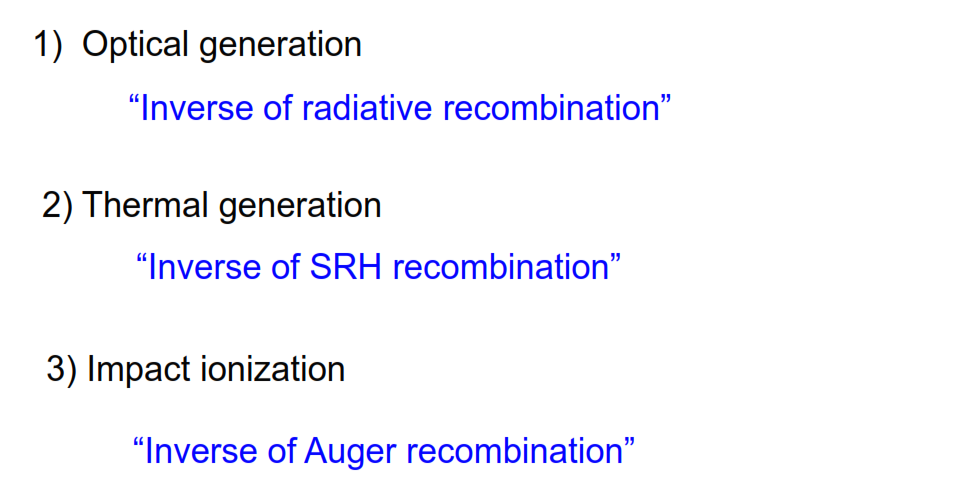 1) Optical generation
“Inverse of radiative recombination”
2) Thermal generation
“Inverse of SRH recombination”
3) Impact ionization
“Inverse of Auger recombination”